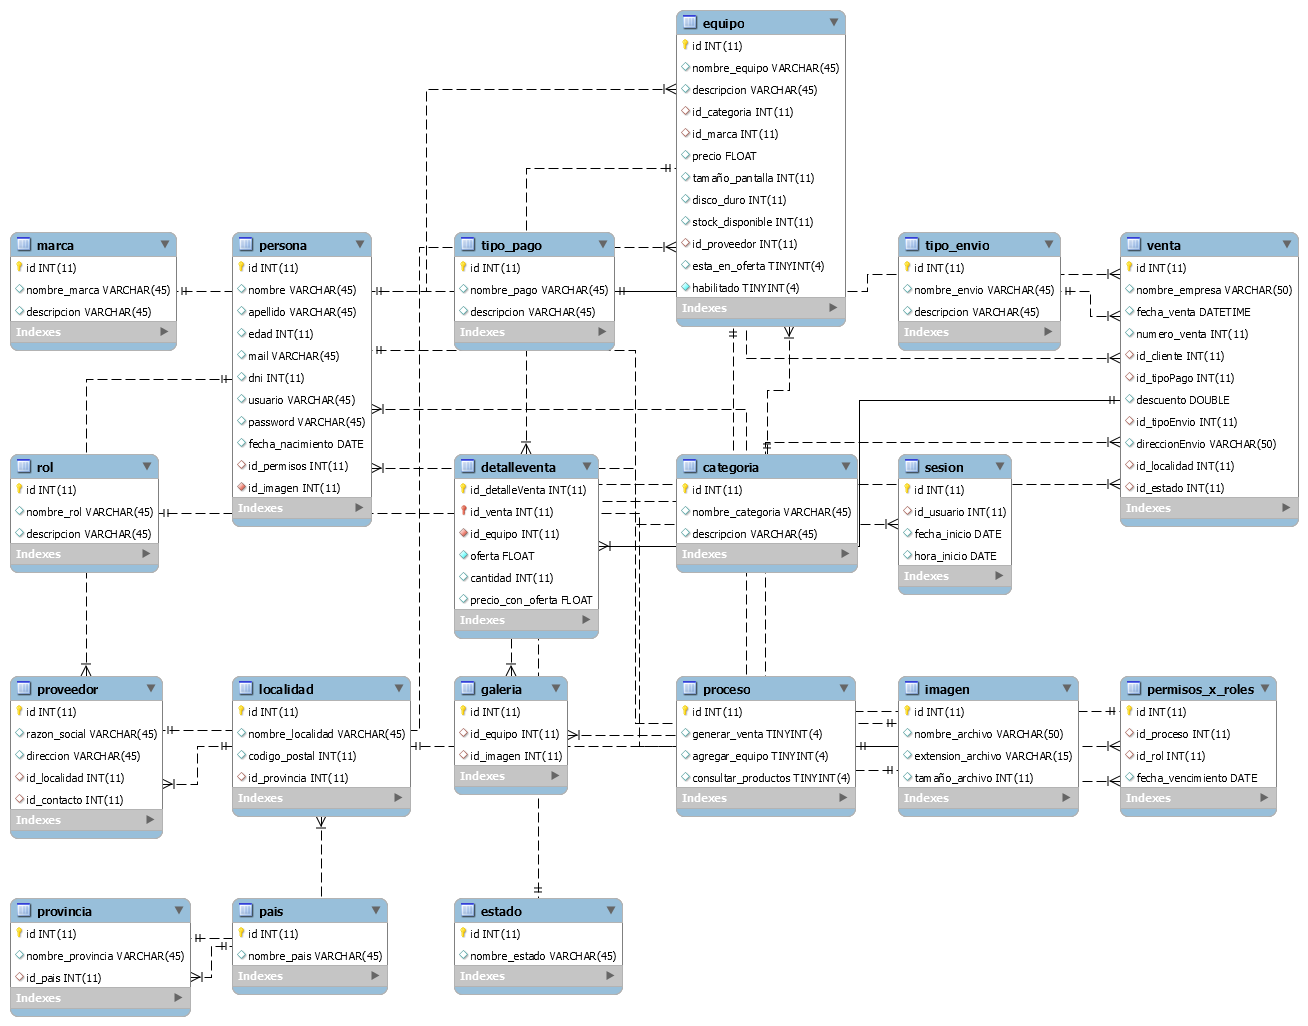 equipo
id INT(11)
nombre_equipo VARCHAR(45)
descripcion VARCHAR(45)
id_categoria INT(11)
id_marca INT(11)
precio FLOAT
tamaño_pantalla INT(11)
disco_duro INT(11)
stock_disponible INT(11)
id_proveedor INT(11)
esta_en_oferta TINYINT(4)
habilitado TINYINT(4)
Indexes
marca
id INT(11)
nombre_marca VARCHAR(45)
descripcion VARCHAR(45)
Indexes
persona
id INT(11)
nombre VARCHAR(45)
apellido VARCHAR(45)
edad INT(11)
mail VARCHAR(45)
dni INT(11)
usuario VARCHAR(45)
password VARCHAR(45)
fecha_nacimiento DATE
id_permisos INT(11)
id_imagen INT(11)
Indexes
tipo_pago
id INT(11)
nombre_pago VARCHAR(45)
descripcion VARCHAR(45)
Indexes
tipo_envio
id INT(11)
nombre_envio VARCHAR(45)
descripcion VARCHAR(45)
Indexes
venta
id INT(11)
nombre_empresa VARCHAR(50)
fecha_venta DATETIME
numero_venta INT(11)
id_cliente INT(11)
id_tipoPago INT(11)
descuento DOUBLE
id_tipoEnvio INT(11)
direccionEnvio VARCHAR(50)
id_localidad INT(11)
id_estado INT(11)
Indexes
rol
id INT(11)
nombre_rol VARCHAR(45)
descripcion VARCHAR(45)
Indexes
detalleventa
id_detalleVenta INT(11)
id_venta INT(11)
id_equipo INT(11)
oferta FLOAT
cantidad INT(11)
precio_con_oferta FLOAT
Indexes
categoria
id INT(11)
nombre_categoria VARCHAR(45)
descripcion VARCHAR(45)
Indexes
sesion
id INT(11)
id_usuario INT(11)
fecha_inicio DATE
hora_inicio DATE
Indexes
proveedor
id INT(11)
razon_social VARCHAR(45)
direccion VARCHAR(45)
id_localidad INT(11)
id_contacto INT(11)
Indexes
localidad
id INT(11)
nombre_localidad VARCHAR(45)
codigo_postal INT(11)
id_provincia INT(11)
Indexes
galeria
id INT(11)
id_equipo INT(11)
id_imagen INT(11)
Indexes
proceso
id INT(11)
generar_venta TINYINT(4)
agregar_equipo TINYINT(4)
consultar_productos TINYINT(4)
Indexes
imagen
id INT(11)
nombre_archivo VARCHAR(50)
extension_archivo VARCHAR(15)
tamaño_archivo INT(11)
Indexes
permisos_x_roles
id INT(11)
id_proceso INT(11)
id_rol INT(11)
fecha_vencimiento DATE
Indexes
provincia
id INT(11)
nombre_provincia VARCHAR(45)
id_pais INT(11)
Indexes
pais
id INT(11)
nombre_pais VARCHAR(45)
Indexes
estado
id INT(11)
nombre_estado VARCHAR(45)
Indexes